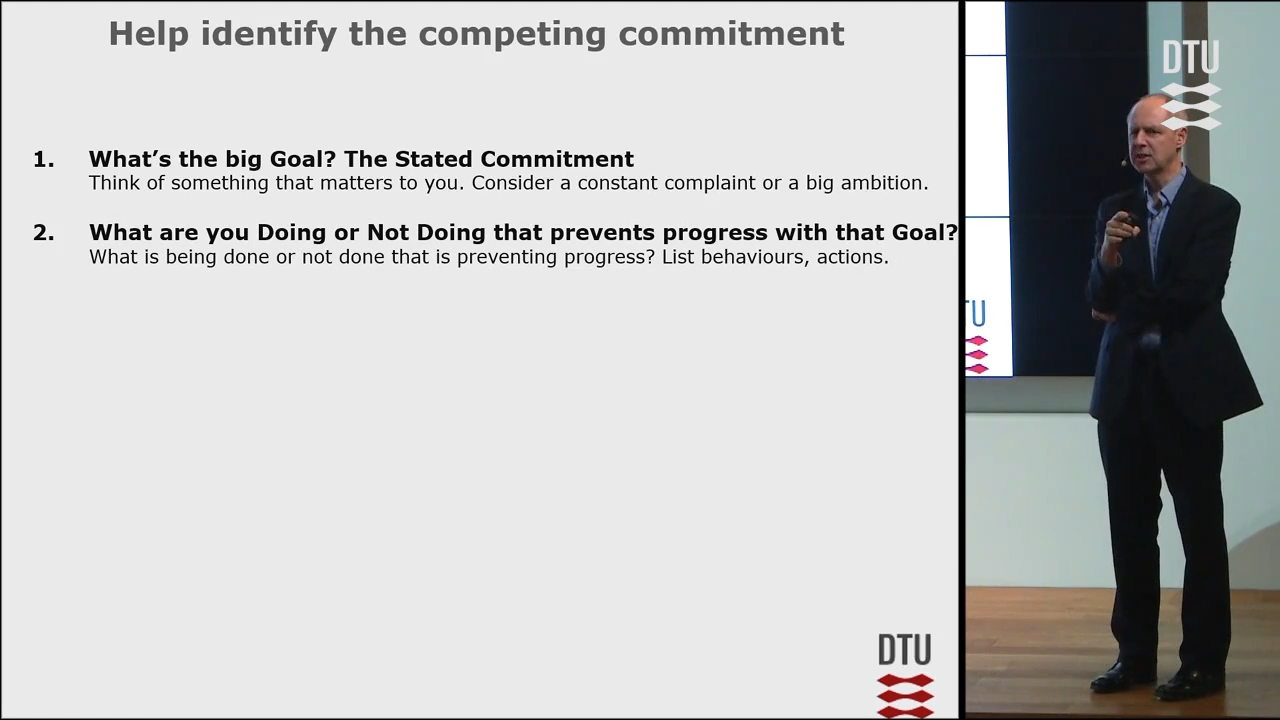 Help identify the competing commitment
1. What's the big Goal? The Stated Commitment
Think of something that matters to you. Consider a constant complaint or a big ambition.
2. What are you Doing or Not Doing that prevents progress with that Goal?
What is being done or not done that is preventing progress? List behaviours, actions.
DTU
DTU
TU